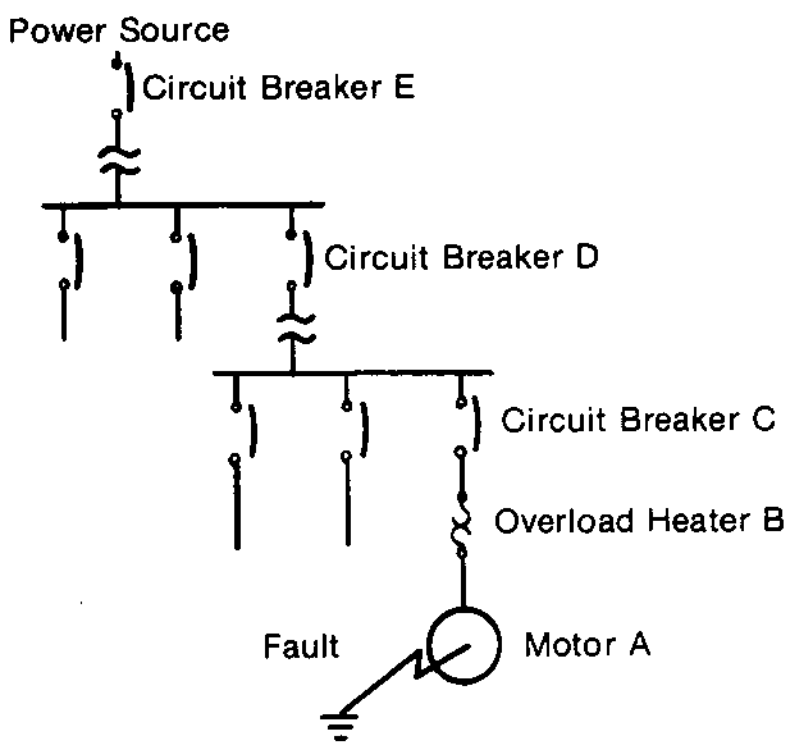 Power Source
Circuit Breaker E
Circuit Breaker D
Circuit Breaker C
Overload Heater B
Fault
Motor A